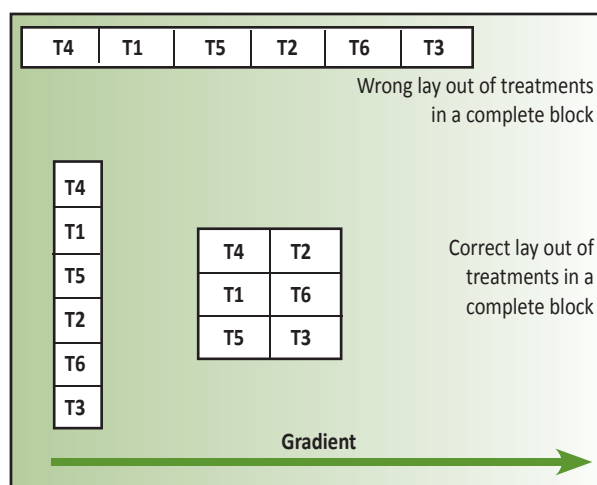 T4 T1 T5 T2 T6 T3
Wrong lay out of treatments
in a complete block
T4
T1
T5
T2
T6
T3
T4 T2
T1 T6
T5 T3
Correct lay out of
treatments in a
complete block
Gradient